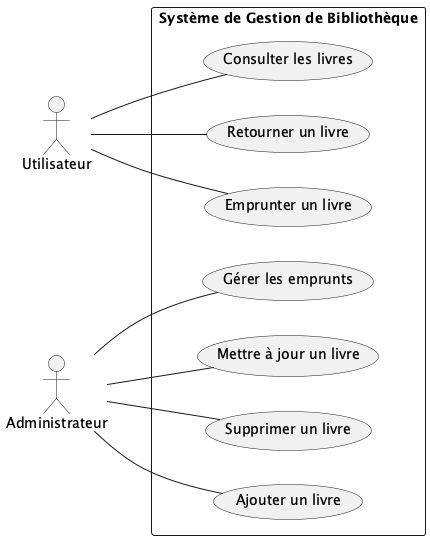 Système de Gestion de Bibliothèque
Consulter les livres
Retourner un livre
Utilisateur
Emprunter un livre
Gérer les emprunts
Mettre à jour un livre
Administrateur
Supprimer un livre
Ajouter un livre